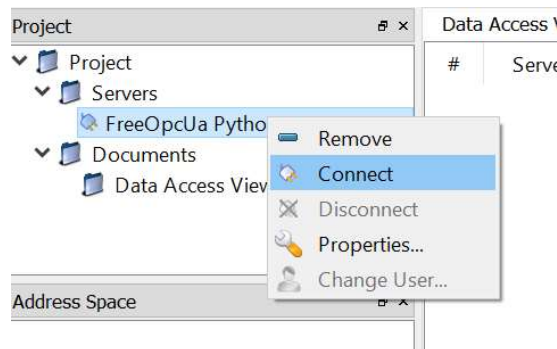 Project
Data Access
Project
#
Serve
Servers
FreeOpcUa Pytho
Remove
Documents
Connect
Data Access View
Disconnect
Properties...
Change User...
Address Space